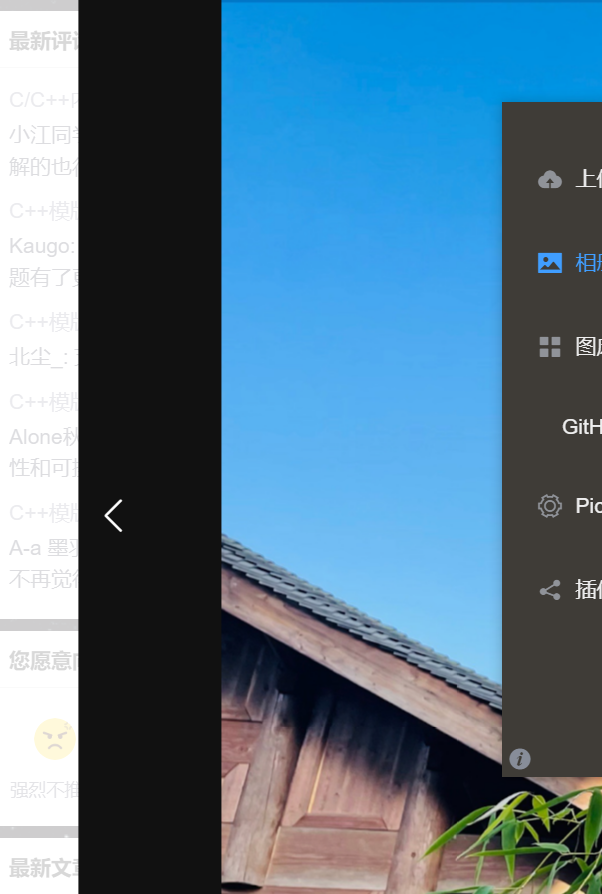 最新评
C/C++
小江同
解的也
C++模
Kaugo:
题有了
C++模
北尘_:
C++模
Alone秋
性和可
C++模
A-a 墨
不再觉
您愿意
强烈不推
最新文
上
相
图
GitH
Pic
插